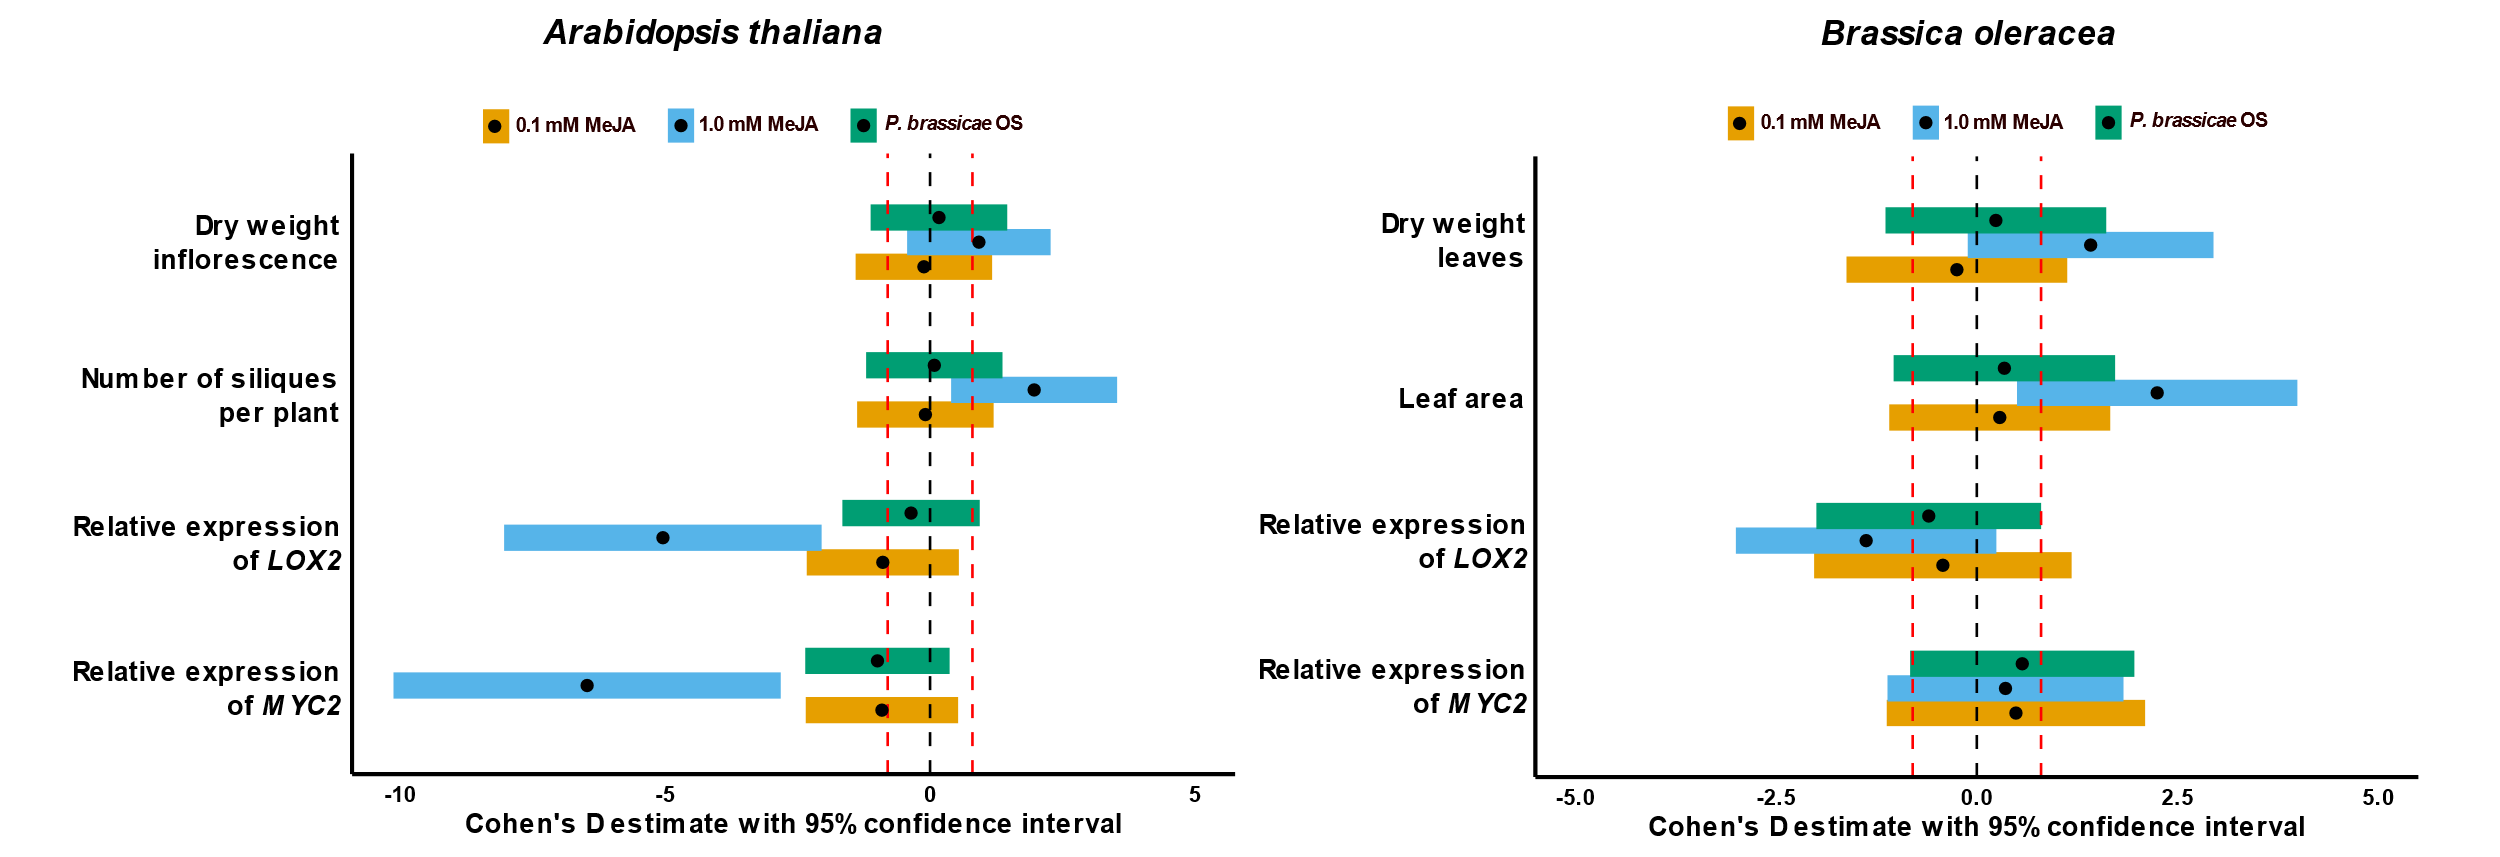 Arabidopsis thaliana
0.1 mM MeJA
1.0 mM MeJA
P. brassicae OS
Dry weight
inflorescence
Number of siliques
per plant
Relative expression
of LOX2
Relative expression
of MYC2
-10
-5
0
5
Cohen's D estimate with 95% confidence interval
Brassica oleracea
0.1 mM MeJA
1.0 mM MeJA
P. brassicae OS
Dry weight
leaves
Leaf area
Relative expression
of LOX2
Relative expression
of MYC2
-5.0
-2.5
0.0
2.5
5.0
Cohen's D estimate with 95% confidence interval